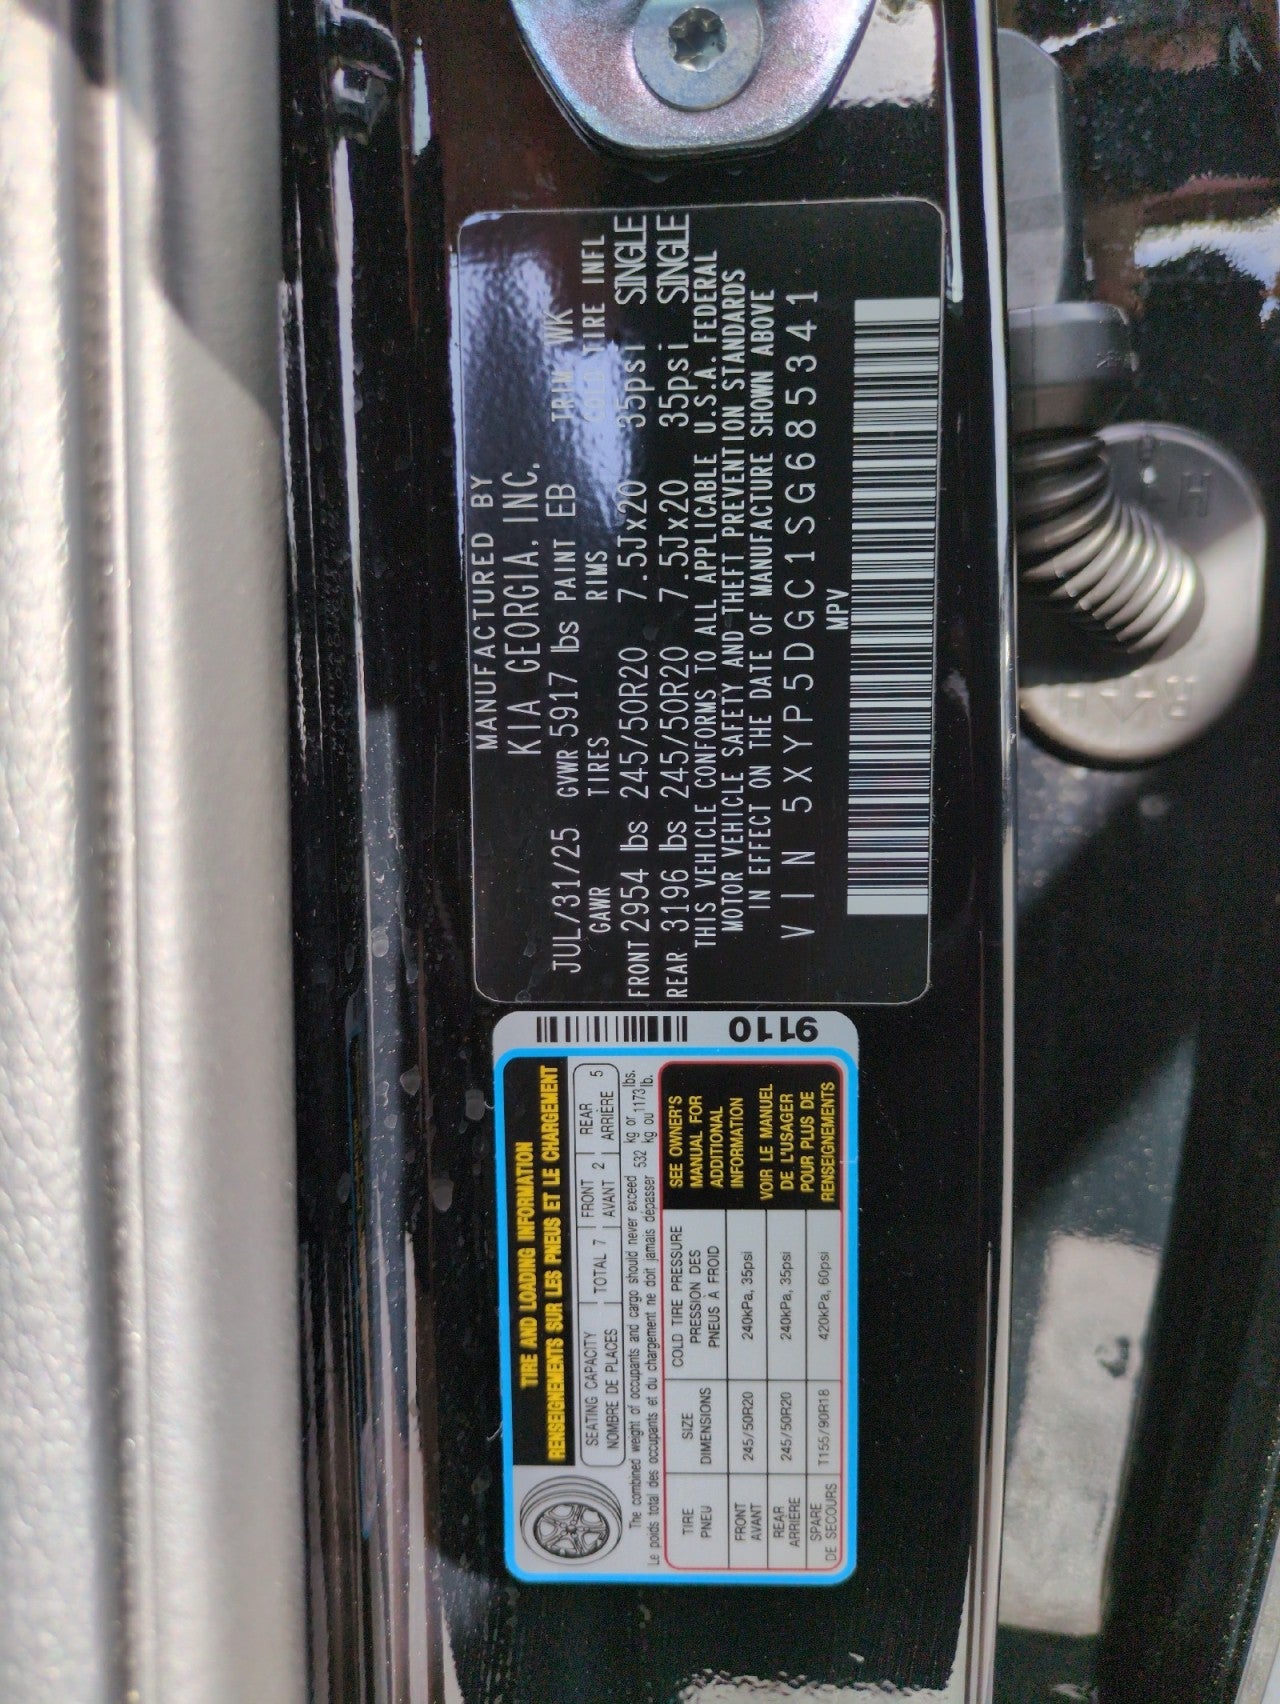 MANUFACTURED BY
KIA GEORGIA, INC.
JUL/31/25 GVWR 5917 lbs PAINT EB TRIM WK
GAWR TIRES RIMS COLD TIRE INFL
FRONT 2954 lbs 245/50R20 7.5Jx20 35psi SINGLE
REAR 3196 lbs 245/50R20 7.5Jx20 35psi SINGLE
THIS VEHICLE CONFORMS TO ALL APPLICABLE U.S.A. FEDERAL
MOTOR VEHICLE SAFETY AND THEFT PREVENTION STANDARDS
IN EFFECT ON THE DATE OF MANUFACTURE SHOWN ABOVE
VIN 5XYP5DGC1SG685341
MPV
9110
TIRE AND LOADING INFORMATION
RENSEIGNEMENTS SUR LES PNEUS ET LE CHARGEMENT
SEATING CAPACITY TOTAL 7 FRONT 2 REAR 5
NOMBRE DE PLACES AVANT ARRIÈRE
The combined weight of occupants and cargo should never exceed 532 kg or 1173 lbs.
Le poids total des occupants et du chargement ne doit jamais dépasser kg ou lb.
TIRE SIZE COLD TIRE PRESSURE
PNEU DIMENSIONS PRESSION DES
PNEUS À FROID
FRONT 245/50R20 240kPa, 35psi
AVANT
REAR 245/50R20 240kPa, 35psi
ARRIÈRE
SPARE T155/90R18 420kPa, 60psi
DE SECOURS
SEE OWNER'S
MANUAL FOR
ADDITIONAL
INFORMATION
VOIR LE MANUEL
DE L'USAGER
POUR PLUS DE
RENSEIGNEMENTS